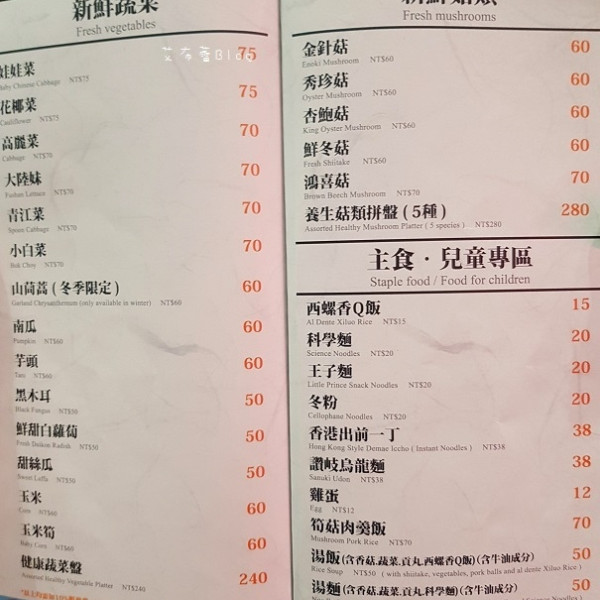 新鮮蔬菜
Fresh vegetables
艾布蕾Blog
娃娃菜 75
Baby Chinese Cabbage NT$75
花椰菜 75
Cauliflower NT$75
高麗菜 70
Cabbage NT$70
大陸妹 70
Fushan Lettuce NT$70
青江菜 70
Spoon Cabbage NT$70
小白菜 70
Bok Choy NT$70
山茼蒿 ( 冬季限定 ) 60
Garland Chrysanthemum (only available in winter) NT$60
南瓜 60
Pumpkin NT$60
芋頭 60
Taro NT$60
黑木耳 50
Black Fungus NT$50
鮮甜白蘿蔔 50
Fresh Daikon Radish NT$50
甜絲瓜 50
Sweet Loffa NT$50
玉米 60
Corn NT$60
玉米筍 60
Baby Corn NT$60
健康蔬菜盤 240
Assorted Healthy Vegetable Platter NT$240
新鮮菇類
Fresh mushrooms
金針菇 60
Enoki Mushroom NT$60
秀珍菇 60
Oyster Mushroom NT$60
杏鮑菇 60
King Oyster Mushroom NT$60
鮮冬菇 60
Fresh Shiitake NT$60
鴻喜菇 70
Brown Beech Mushroom NT$70
養生菇類拼盤 ( 5種 ) 280
Assorted Healthy Mushroom Platter ( 5 species ) NT$280
主食・兒童專區
Staple food / Food for children
西螺香Q飯 15
Al Dente Xiluo Rice NT$15
科學麵 20
Science Noodles NT$20
王子麵 20
Little Prince Snack Noodles NT$20
冬粉 20
Cellophane Noodles NT$20
香港出前一丁 38
Hong Kong Style Demae Iccho ( Instant Noodles ) NT$38
讚岐烏龍麵 38
Sanuki Udon NT$38
雞蛋 12
Egg NT$12
筍菇肉羹飯 70
Mushroom Pork Rice NT$70
湯飯(含香菇.蔬菜.貢丸.西螺香Q飯)(含牛油成分) 50
Rice Soup NT$50 ( with shiitake, vegetables, pork balls and al dente Xiluo Rice )
湯麵(含香菇.蔬菜.貢丸.科學麵)(含牛油成分) 50